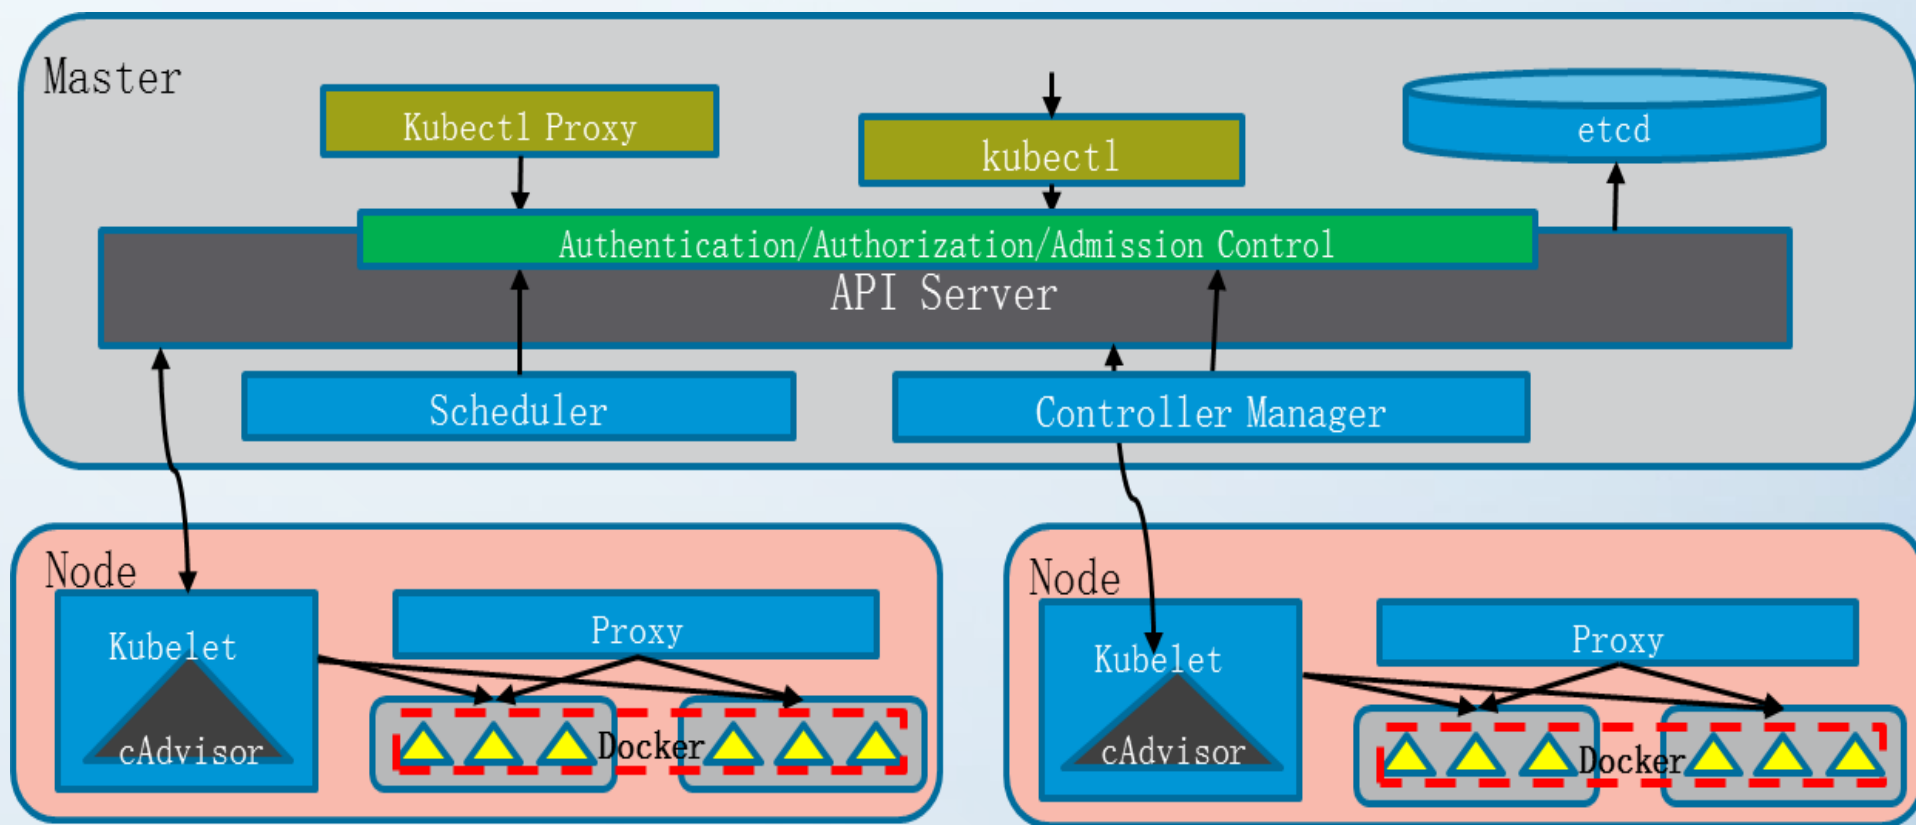 Master
Kubectl Proxy
kubectl
etcd
Authentication/Authorization/Admission Control
API Server
Scheduler
Controller Manager
Node
Kubelet
cAdvisor
Proxy
Docker
Node
Kubelet
cAdvisor
Proxy
Docker